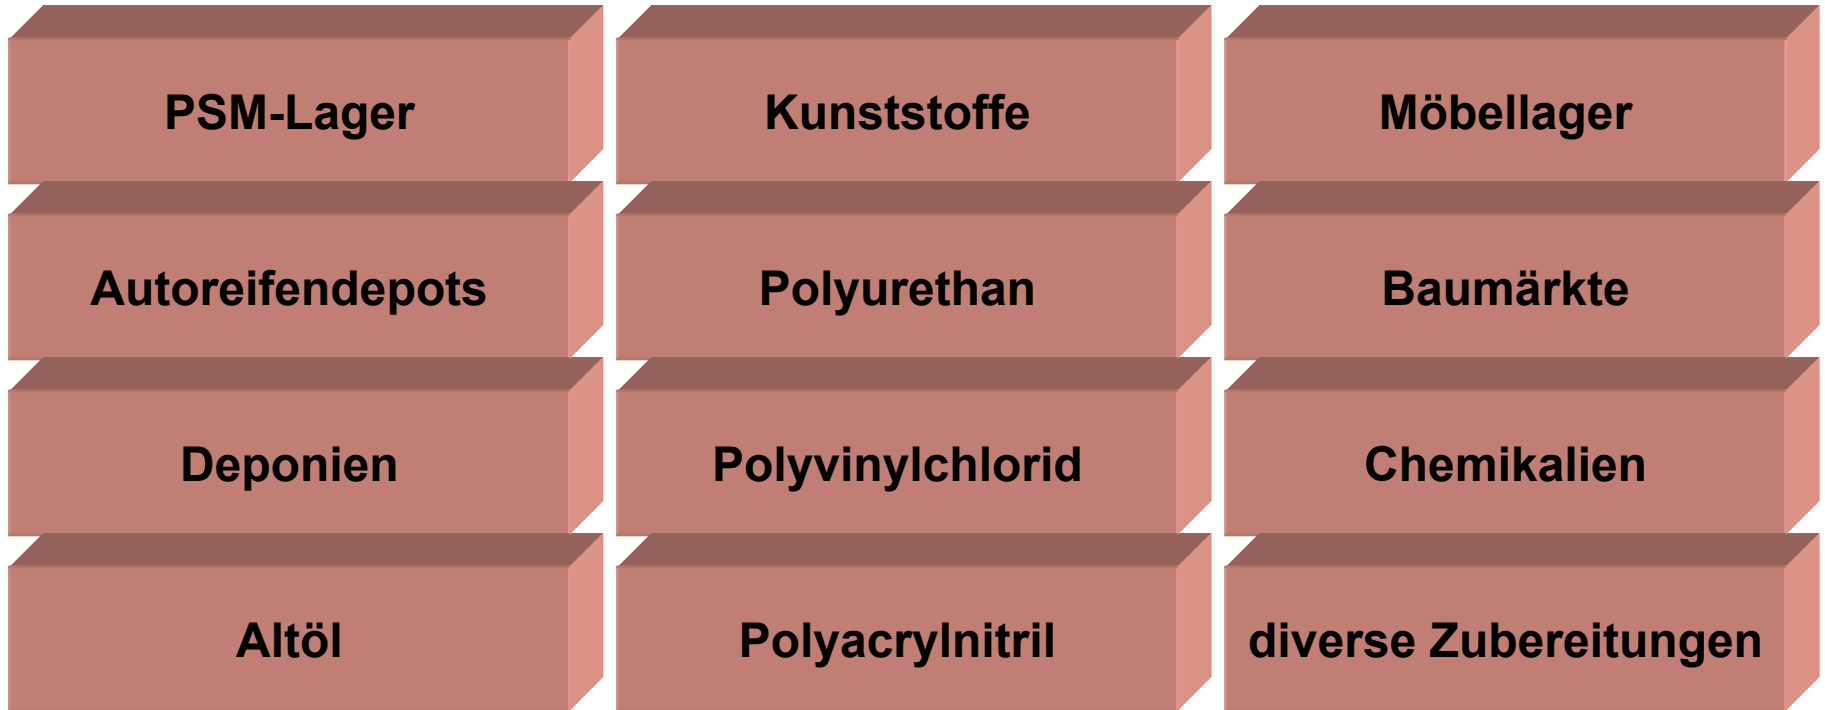 PSM-Lager
Kunststoffe
Möbellager
Autoreifendepots
Polyurethan
Baumärkte
Deponien
Polyvinylchlorid
Chemikalien
Altöl
Polyacrylnitril
diverse Zubereitungen